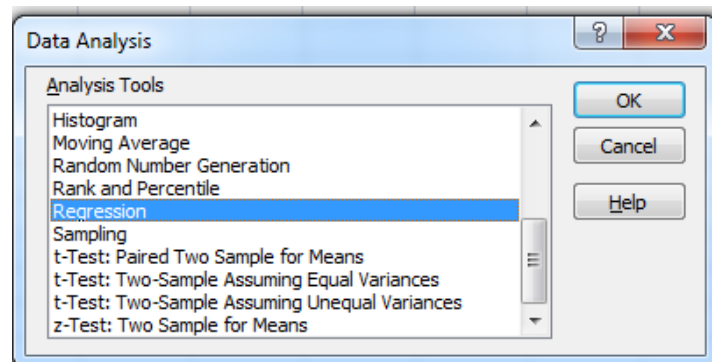 Data Analysis
?
X
Analysis Tools
Histogram
Moving Average
Random Number Generation
Rank and Percentile
Regression
Sampling
t-Test: Paired Two Sample for Means
t-Test: Two-Sample Assuming Equal Variances
t-Test: Two-Sample Assuming Unequal Variances
z-Test: Two Sample for Means
OK
Cancel
Help